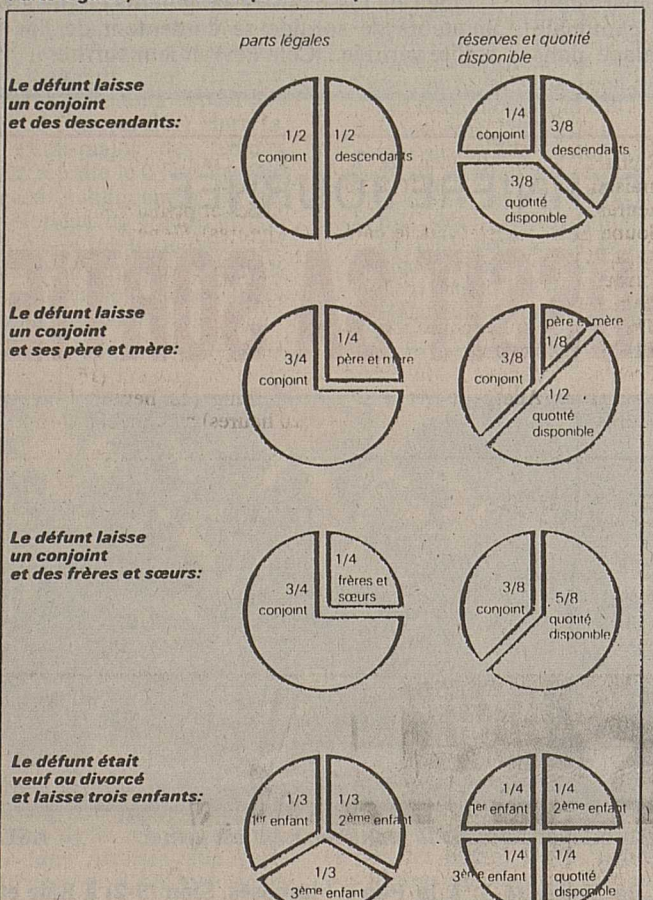 parts légales
réserves et quotité
disponible
Le défunt laisse
un conjoint
et des descendants:
1/2
conjoint
1/2
descendants
1/4
conjoint
3/8
descendants
3/8
quotité
disponible
Le défunt laisse
un conjoint
et ses père et mère:
3/4
conjoint
1/4
père et mère
3/8
conjoint
père et mère
1/8
1/2
quotité
disponible
Le défunt laisse
un conjoint
et des frères et sœurs:
3/4
conjoint
1/4
frères et
sœurs
3/8
conjoint
5/8
quotité
disponible
Le défunt était
veuf ou divorcé
et laisse trois enfants:
1/3
1er enfant
1/3
2ème enfant
1/3
3ème enfant
1/4
1er enfant
1/4
2ème enfant
1/4
3ème enfant
1/4
quotité
disponible